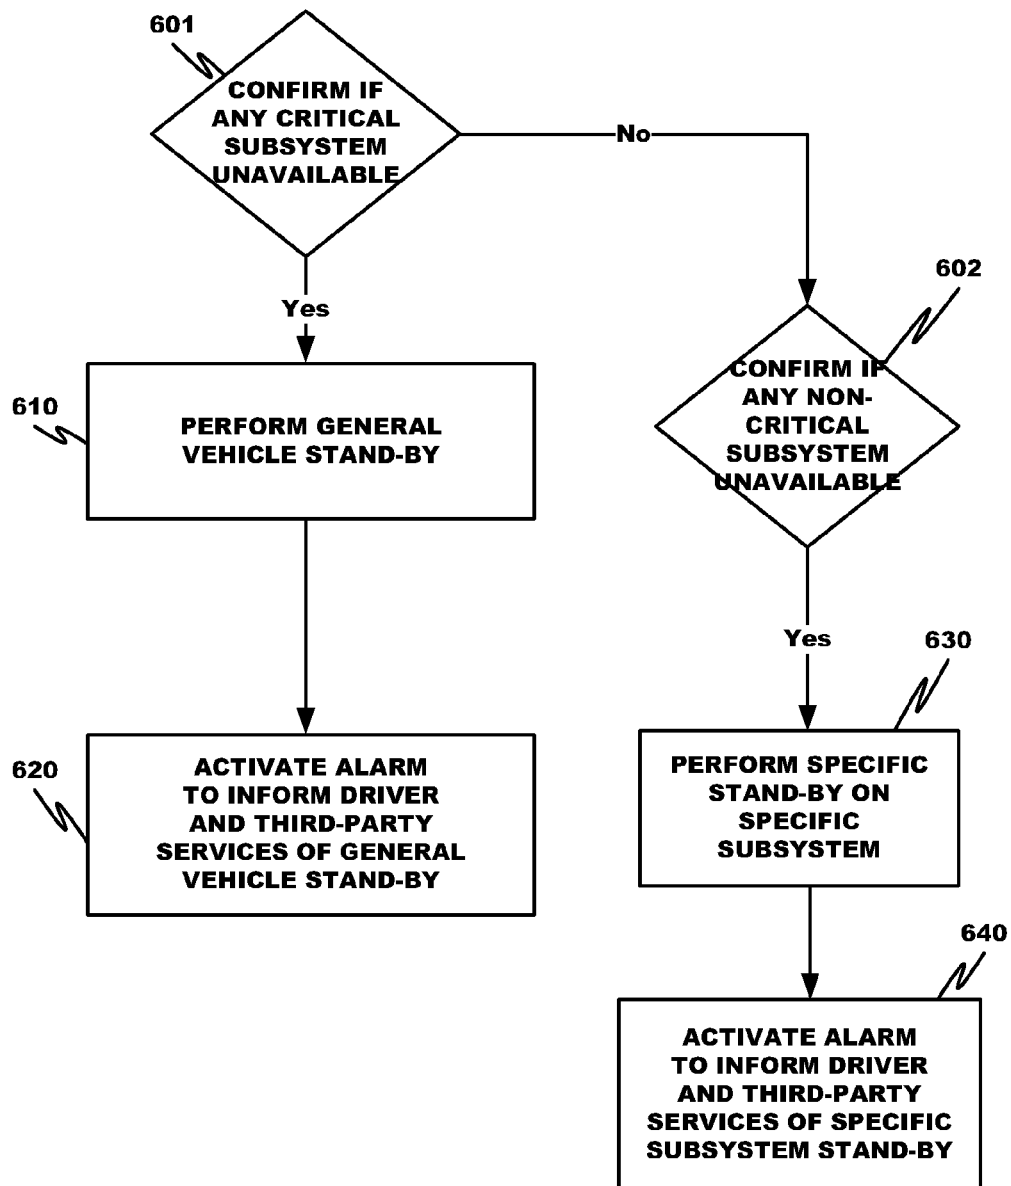 601
CONFIRM IF
ANY CRITICAL
SUBSYSTEM
UNAVAILABLE
No
Yes
602
CONFIRM IF
ANY NON-
CRITICAL
SUBSYSTEM
UNAVAILABLE
610
PERFORM GENERAL
VEHICLE STAND-BY
Yes
630
PERFORM SPECIFIC
STAND-BY ON
SPECIFIC
SUBSYSTEM
620
ACTIVATE ALARM
TO INFORM DRIVER
AND THIRD-PARTY
SERVICES OF GENERAL
VEHICLE STAND-BY
640
ACTIVATE ALARM
TO INFORM DRIVER
AND THIRD-PARTY
SERVICES OF SPECIFIC
SUBSYSTEM STAND-BY